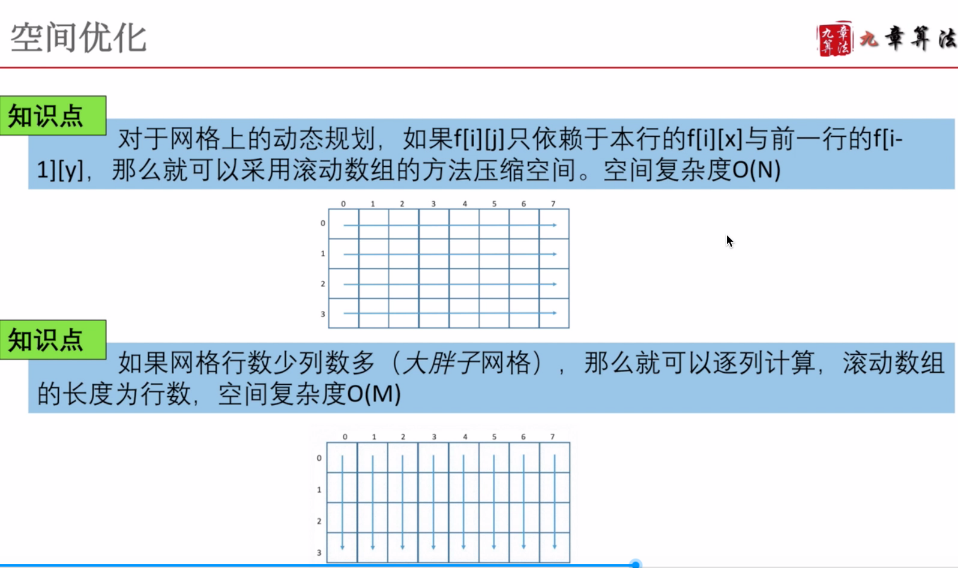 空间优化
九章算法
九章算法
知识点
对于网格上的动态规划，如果f[i][j]只依赖于本行的f[i][x]与前一行的f[i-
1][y]，那么就可以采用滚动数组的方法压缩空间。空间复杂度O(N)
0 1 2 3 4 5 6 7
0
1
2
3
知识点
如果网格行数少列数多（大胖子网格），那么就可以逐列计算，滚动数组
的长度为行数，空间复杂度O(M)
0 1 2 3 4 5 6 7
0
1
2
3